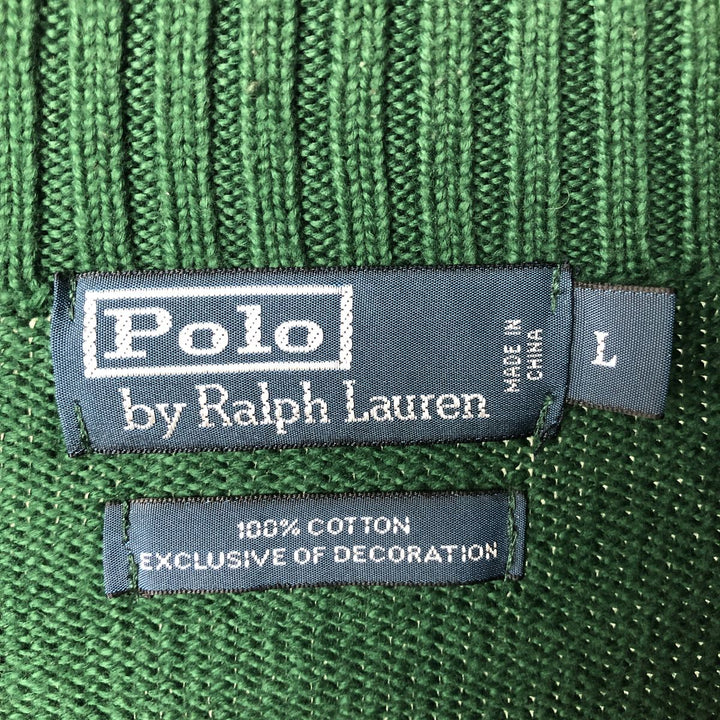 Polo
by Ralph Lauren
MADE IN
CHINA
L
100% COTTON
EXCLUSIVE OF DECORATION